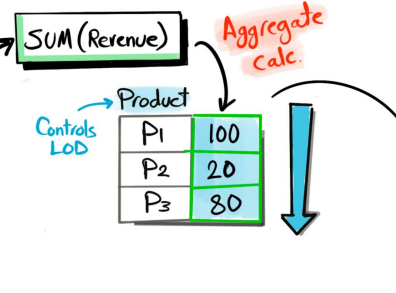 SUM(Revenue)
Aggregate
Calc.
Product
Controls
LOD
P1 100
P2 20
P3 80